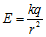 E = kq / r²